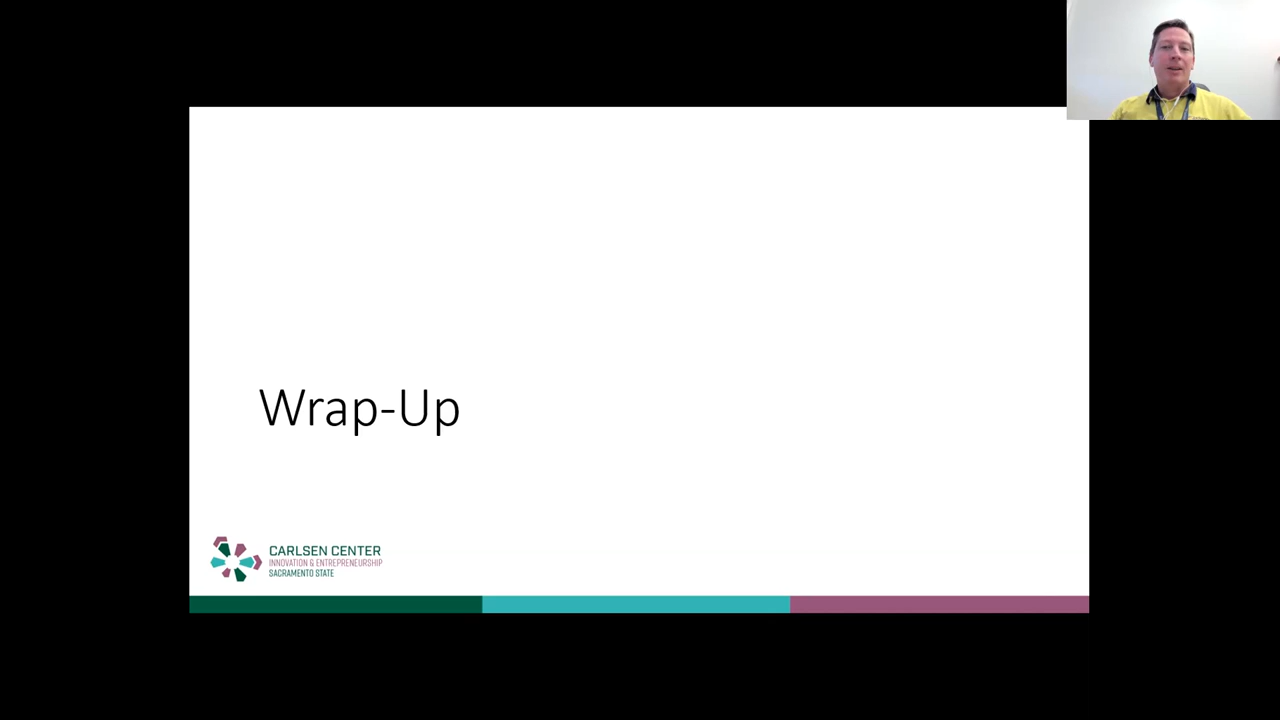 Wrap-Up
CARLSEN CENTER
INNOVATION & ENTREPRENEURSHIP
SACRAMENTO STATE